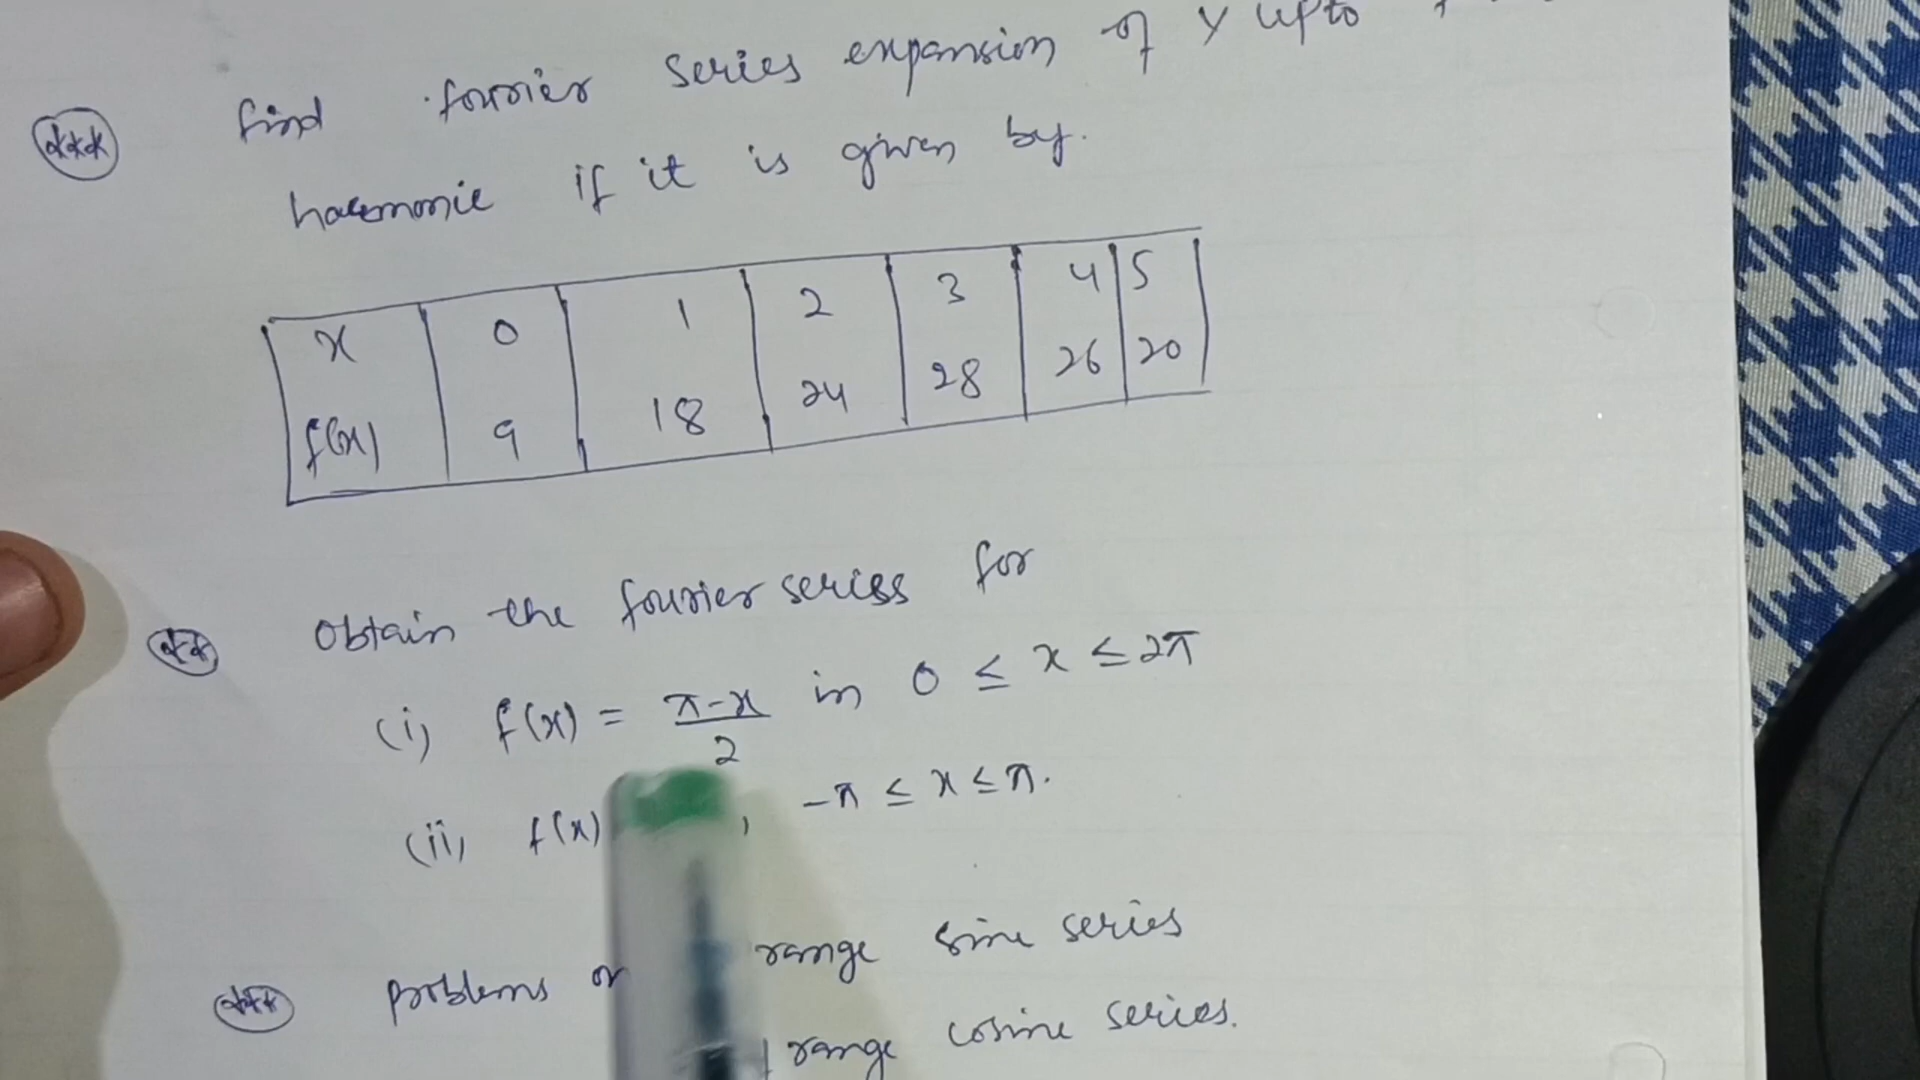 *** find fourier series expansion of y upto
harmonic if it is given by.
x 0 1 2 3 4 5
f(x) 9 18 24 28 26 20
** Obtain the fourier seriess for
(i) f(x) = π-x/2 in 0 ≤ x ≤ 2π
(ii) f(x) , -π ≤ x ≤ π.
*** problems range sine series
range cosine series.